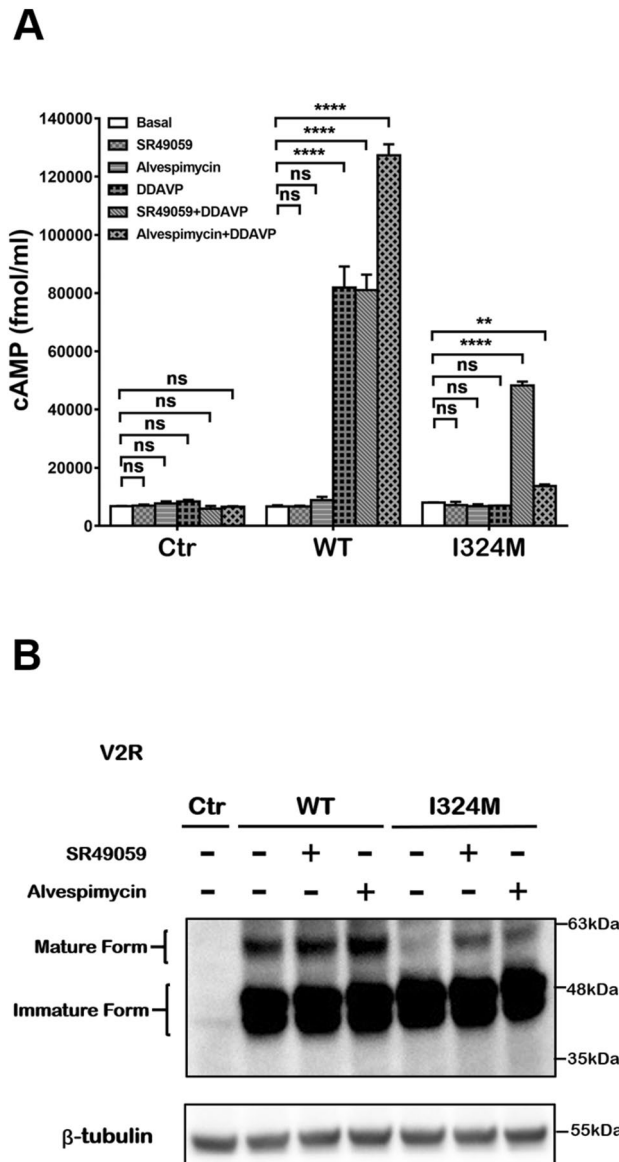 A
cAMP (fmol/ml)
140000
120000
100000
80000
60000
40000
20000
0
Basal
SR49059
Alvespimycin
DDAVP
SR49059+DDAVP
Alvespimycin+DDAVP
ns
ns
ns
ns
ns
****
****
****
ns
ns
**
****
ns
ns
ns
Ctr WT I324M
B
V2R
Ctr WT I324M
SR49059 - - + - - + -
Alvespimycin - - - + - - +
Mature Form
Immature Form
63kDa
48kDa
35kDa
β-tubulin
55kDa